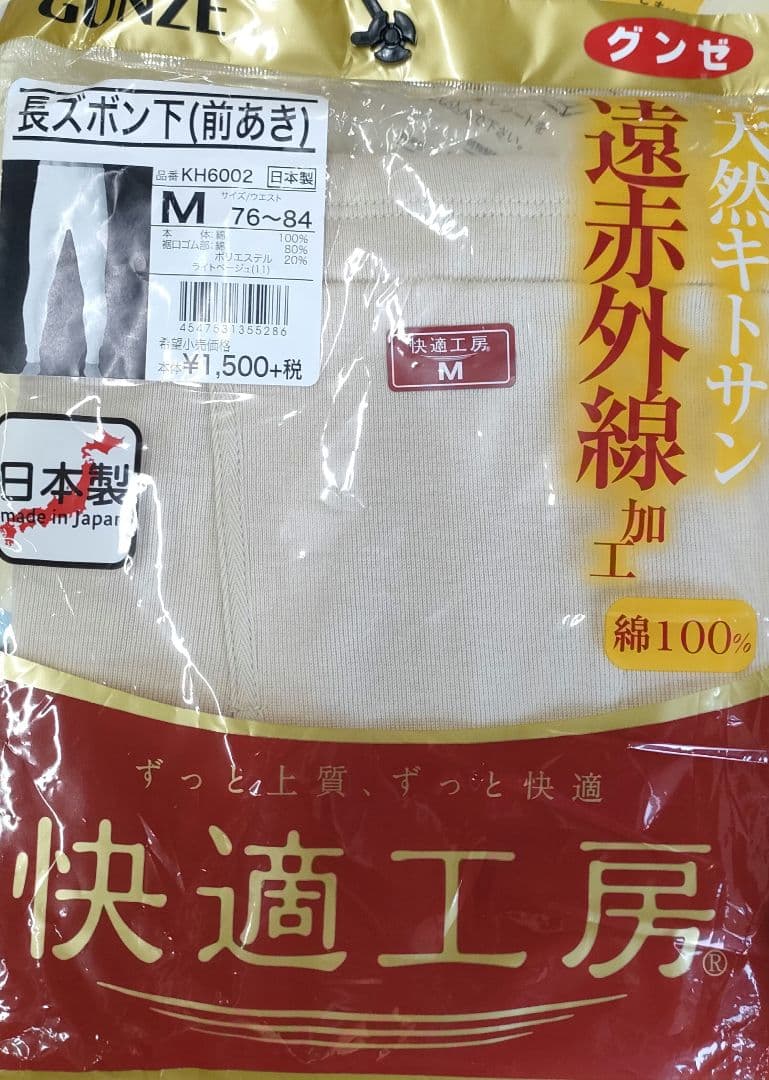 GUNZE
グンゼ
長ズボン下(前あき)
品番 KH6002 日本製
サイズ/ウエスト
M 76～84
本体:綿 100%
裾口ゴム部:綿 80%
ポリエステル 20%
ライトベージュ(11)
4547531355286
希望小売価格
本体¥1,500+税
快適工房
M
天然キトサン
遠赤外線加工
綿100%
日本製
made in Japan
ずっと上質、ずっと快適
快適工房®